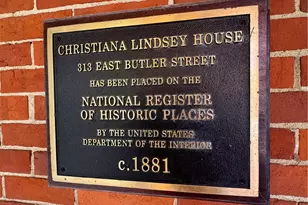 CHRISTIANA LINDSEY HOUSE
313 EAST BUTLER STREET
HAS BEEN PLACED ON THE
NATIONAL REGISTER
OF HISTORIC PLACES
BY THE UNITED STATES
DEPARTMENT OF THE INTERIOR
c.1881